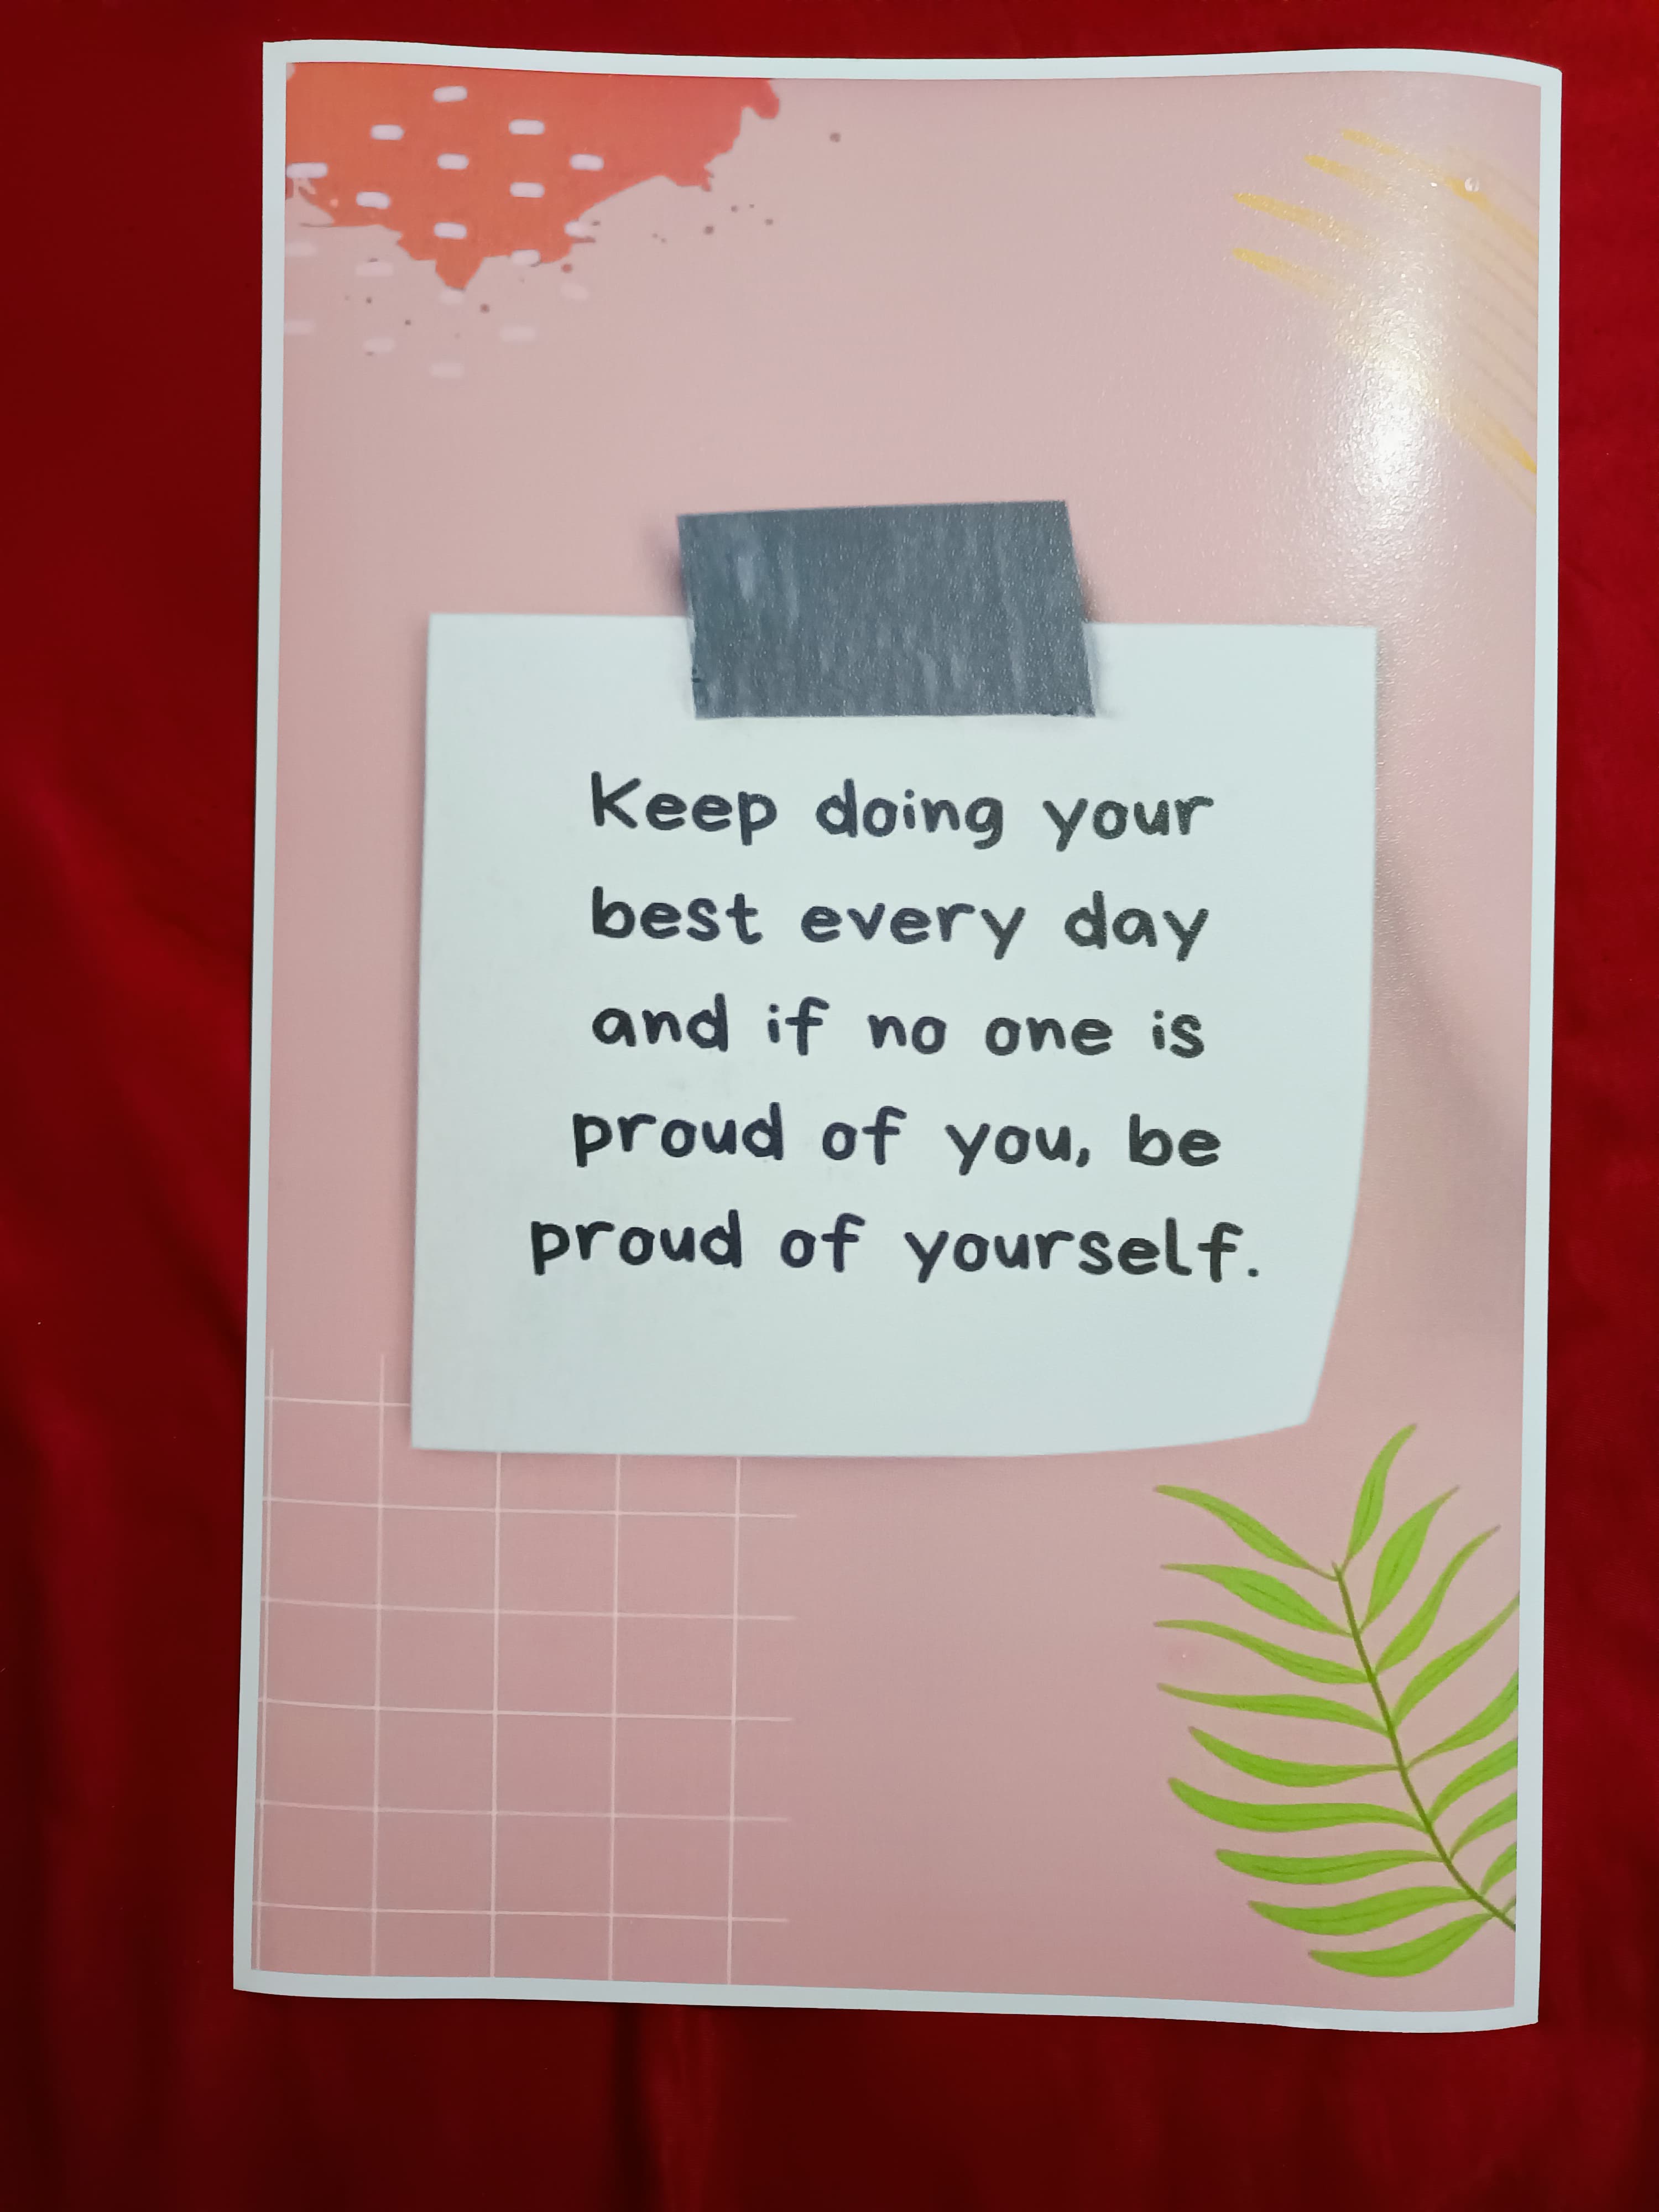 Keep doing your
best every day
and if no one is
proud of you, be
proud of yourself.